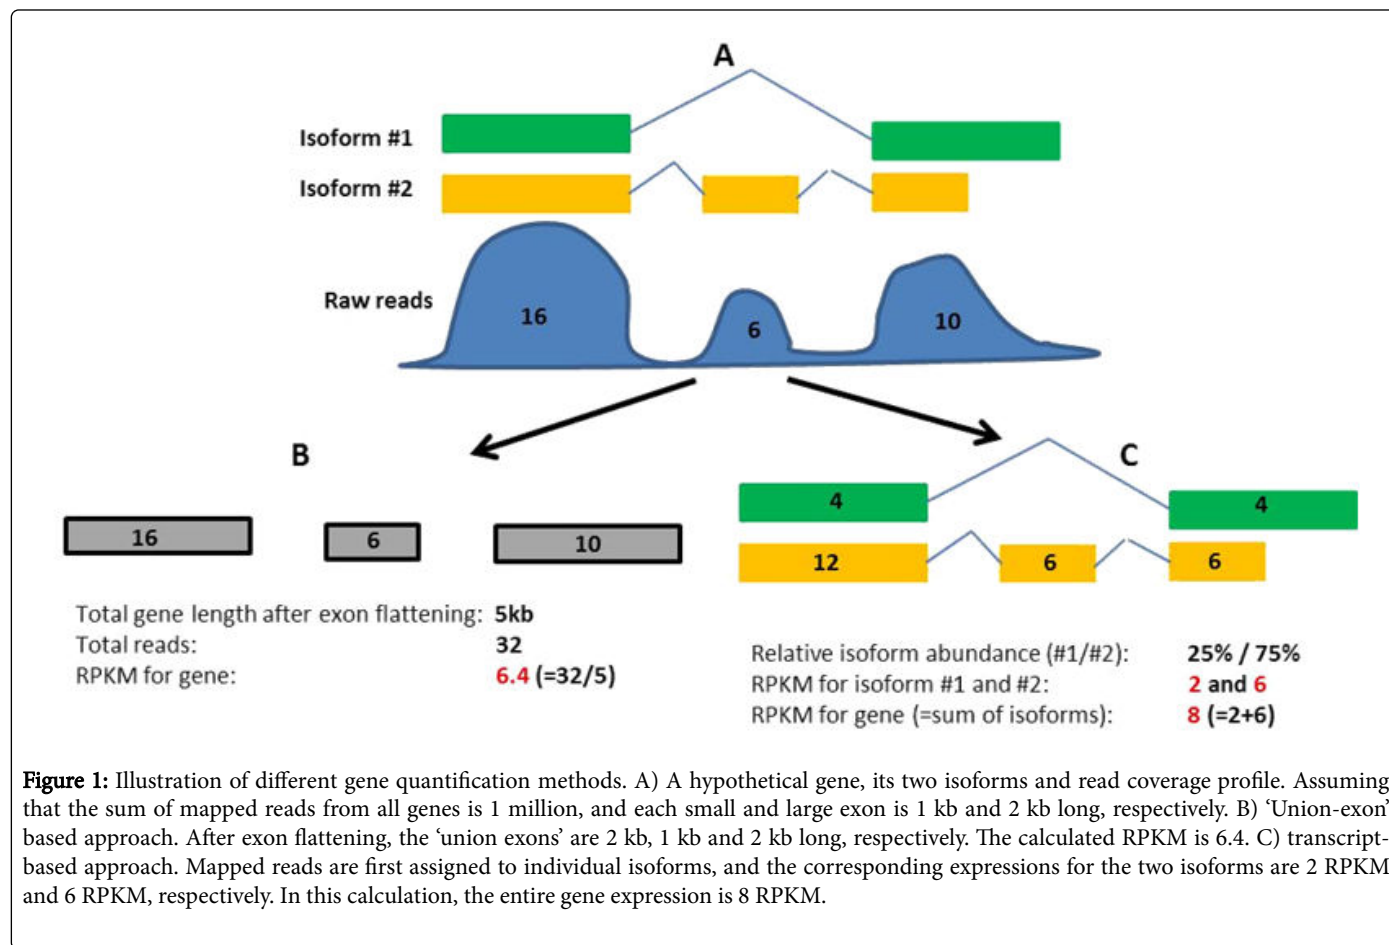 A
Isoform #1
Isoform #2
Raw reads
16
6
10
B
16
6
10
Total gene length after exon flattening: 5kb
Total reads: 32
RPKM for gene: 6.4 (=32/5)
C
4
4
12
6
6
Relative isoform abundance (#1/#2): 25% / 75%
RPKM for isoform #1 and #2: 2 and 6
RPKM for gene (=sum of isoforms): 8 (=2+6)
Figure 1: Illustration of different gene quantification methods. A) A hypothetical gene, its two isoforms and read coverage profile. Assuming
that the sum of mapped reads from all genes is 1 million, and each small and large exon is 1 kb and 2 kb long, respectively. B) ‘Union-exon’
based approach. After exon flattening, the ‘union exons’ are 2 kb, 1 kb and 2 kb long, respectively. The calculated RPKM is 6.4. C) transcript-
based approach. Mapped reads are first assigned to individual isoforms, and the corresponding expressions for the two isoforms are 2 RPKM
and 6 RPKM, respectively. In this calculation, the entire gene expression is 8 RPKM.